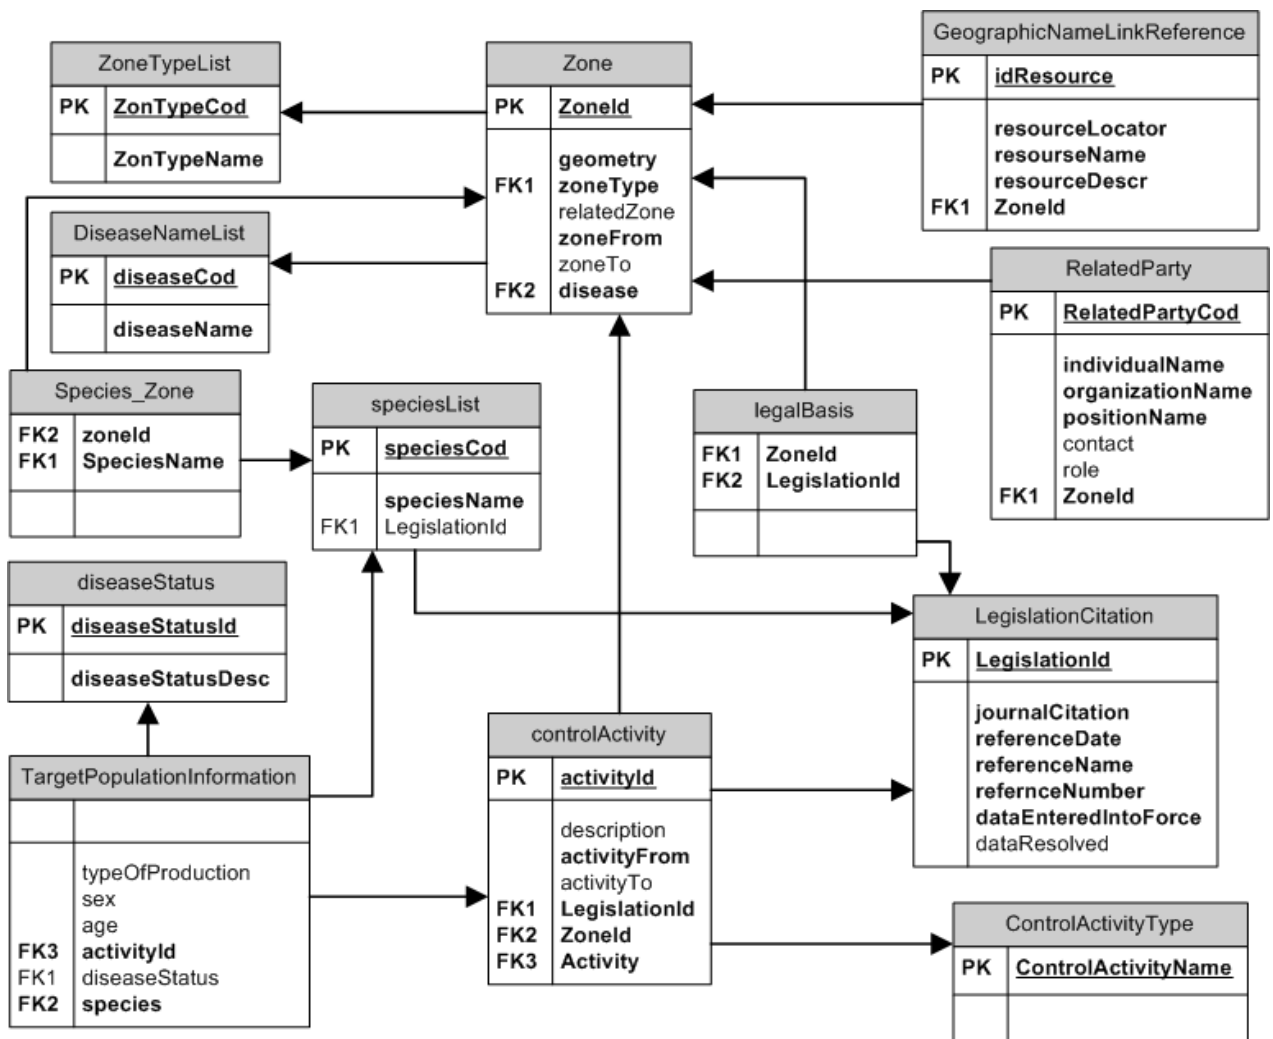 ZoneTypeList
PK ZonTypeCod
ZonTypeName
Zone
PK ZoneId
geometry
FK1 zoneType
relatedZone
zoneFrom
zoneTo
FK2 disease
GeographicNameLinkReference
PK idResource
resourceLocator
resourseName
resourceDescr
FK1 ZoneId
DiseaseNameList
PK diseaseCod
diseaseName
RelatedParty
PK RelatedPartyCod
individualName
organizationName
positionName
contact
role
FK1 ZoneId
Species_Zone
FK2 zoneId
FK1 SpeciesName
speciesList
PK speciesCod
speciesName
FK1 LegislationId
legalBasis
FK1 ZoneId
FK2 LegislationId
diseaseStatus
PK diseaseStatusId
diseaseStatusDesc
LegislationCitation
PK LegislationId
journalCitation
referenceDate
referenceName
refernceNumber
dataEnteredIntoForce
dataResolved
TargetPopulationInformation
typeOfProduction
sex
age
FK3 activityId
FK1 diseaseStatus
FK2 species
controlActivity
PK activityId
description
activityFrom
activityTo
FK1 LegislationId
FK2 ZoneId
FK3 Activity
ControlActivityType
PK ControlActivityName